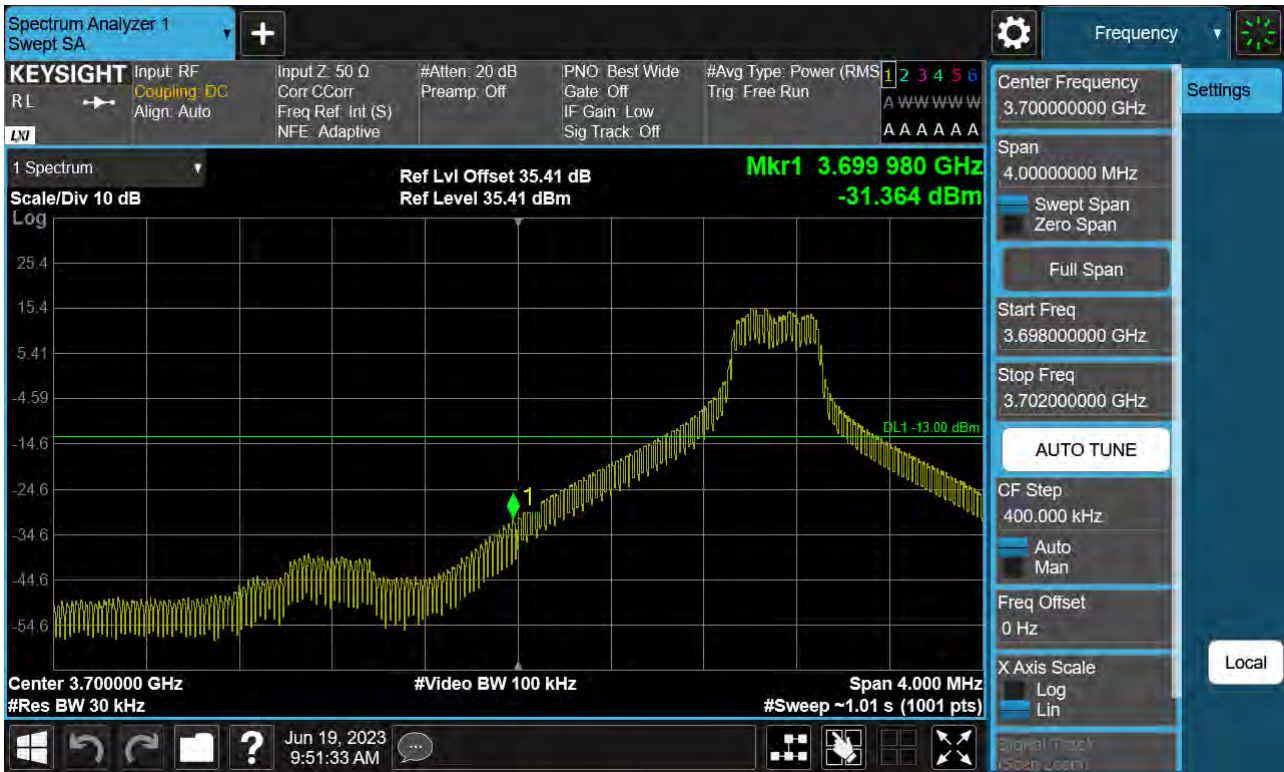 Spectrum Analyzer 1
Swept SA
+
Frequency
KEYSIGHT
RL
LXI
Input: RF
Coupling: DC
Align: Auto
Input Z: 50 Ω
Corr CCorr
Freq Ref: Int (S)
NFE: Adaptive
#Atten: 20 dB
Preamp: Off
PNO: Best Wide
Gate: Off
IF Gain: Low
Sig Track: Off
#Avg Type: Power (RMS
Trig: Free Run
1 2 3 4 5 6
A W W W W W
A A A A A A
1 Spectrum
Scale/Div 10 dB
Log
Ref Lvl Offset 35.41 dB
Ref Level 35.41 dBm
Mkr1 3.699 980 GHz
-31.364 dBm
25.4
15.4
5.41
-4.59
-14.6
-24.6
-34.6
-44.6
-54.6
DL1 -13.00 dBm
1
Center 3.700000 GHz
#Res BW 30 kHz
#Video BW 100 kHz
Span 4.000 MHz
#Sweep ~1.01 s (1001 pts)
Center Frequency
3.700000000 GHz
Settings
Span
4.00000000 MHz
Swept Span
Zero Span
Full Span
Start Freq
3.698000000 GHz
Stop Freq
3.702000000 GHz
AUTO TUNE
CF Step
400.000 kHz
Auto
Man
Freq Offset
0 Hz
X Axis Scale
Log
Lin
Signal Track
(Span Zoom)
Local
?
Jun 19, 2023
9:51:33 AM